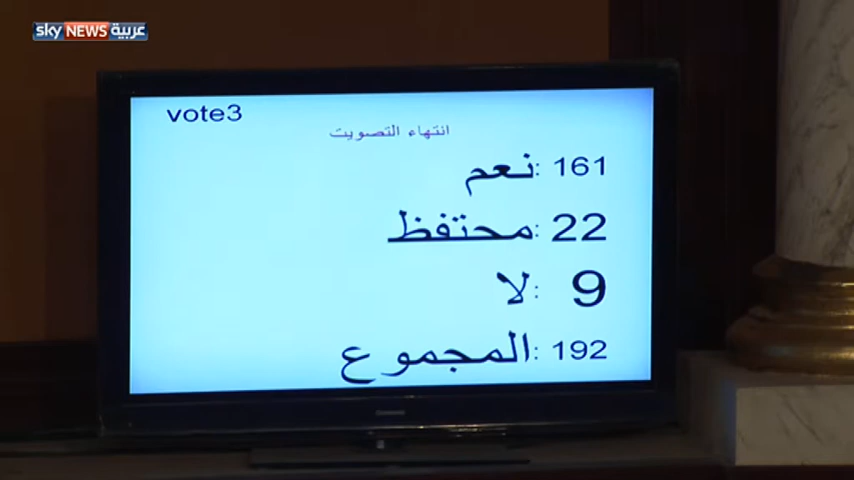 sky NEWS عربية
vote3
انتهاء التصويت
نعم: 161
محتفظ: 22
لا: 9
المجموع: 192